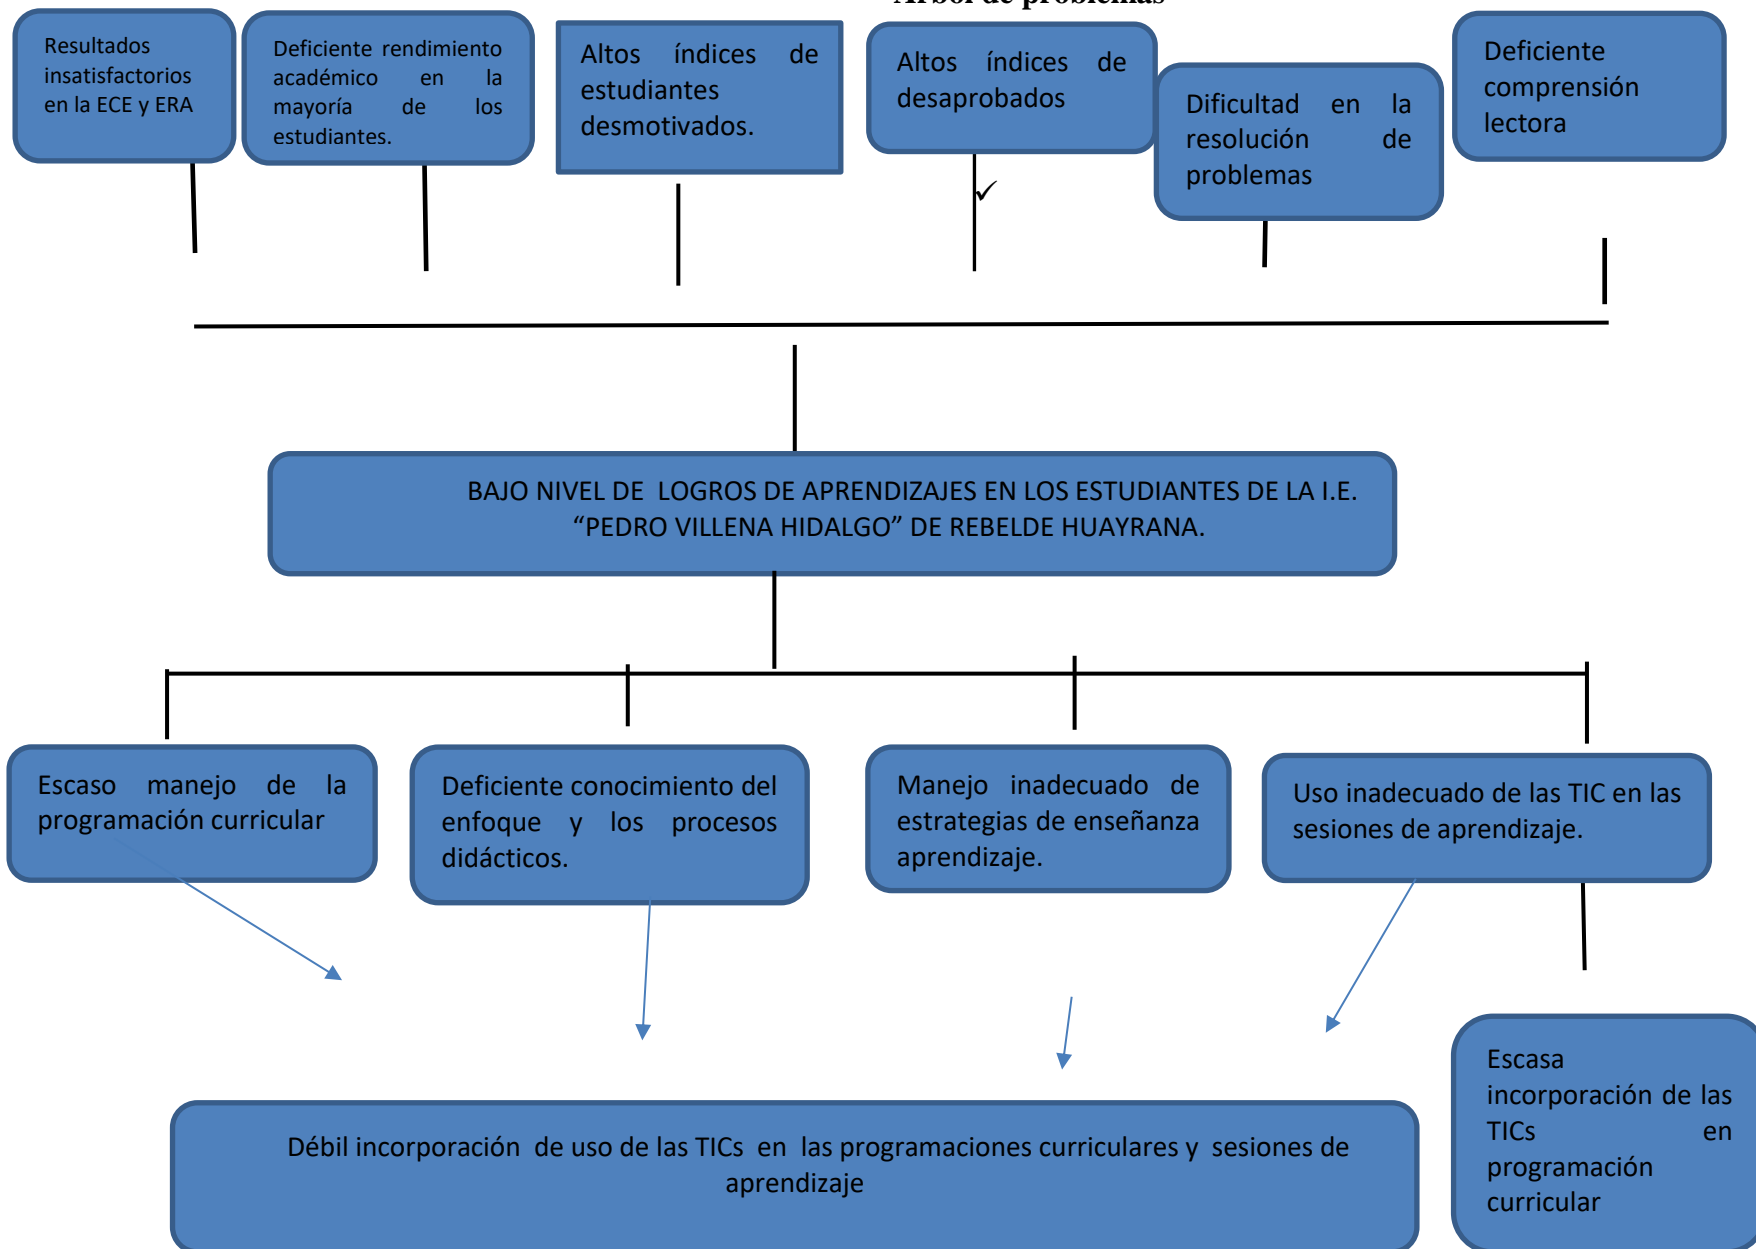 Árbol de problemas
Resultados
insatisfactorios
en la ECE y ERA
Deficiente rendimiento
académico en la
mayoría de los
estudiantes.
Altos índices de
estudiantes
desmotivados.
Altos índices de
desaprobados
✓
Dificultad en la
resolución de
problemas
Deficiente
comprensión
lectora
BAJO NIVEL DE LOGROS DE APRENDIZAJES EN LOS ESTUDIANTES DE LA I.E.
“PEDRO VILLENA HIDALGO” DE REBELDE HUAYRANA.
Escaso manejo de la
programación curricular
Deficiente conocimiento del
enfoque y los procesos
didácticos.
Manejo inadecuado de
estrategias de enseñanza
aprendizaje.
Uso inadecuado de las TIC en las
sesiones de aprendizaje.
Débil incorporación de uso de las TICs en las programaciones curriculares y sesiones de
aprendizaje
Escasa
incorporación de las
TICs en
programación
curricular